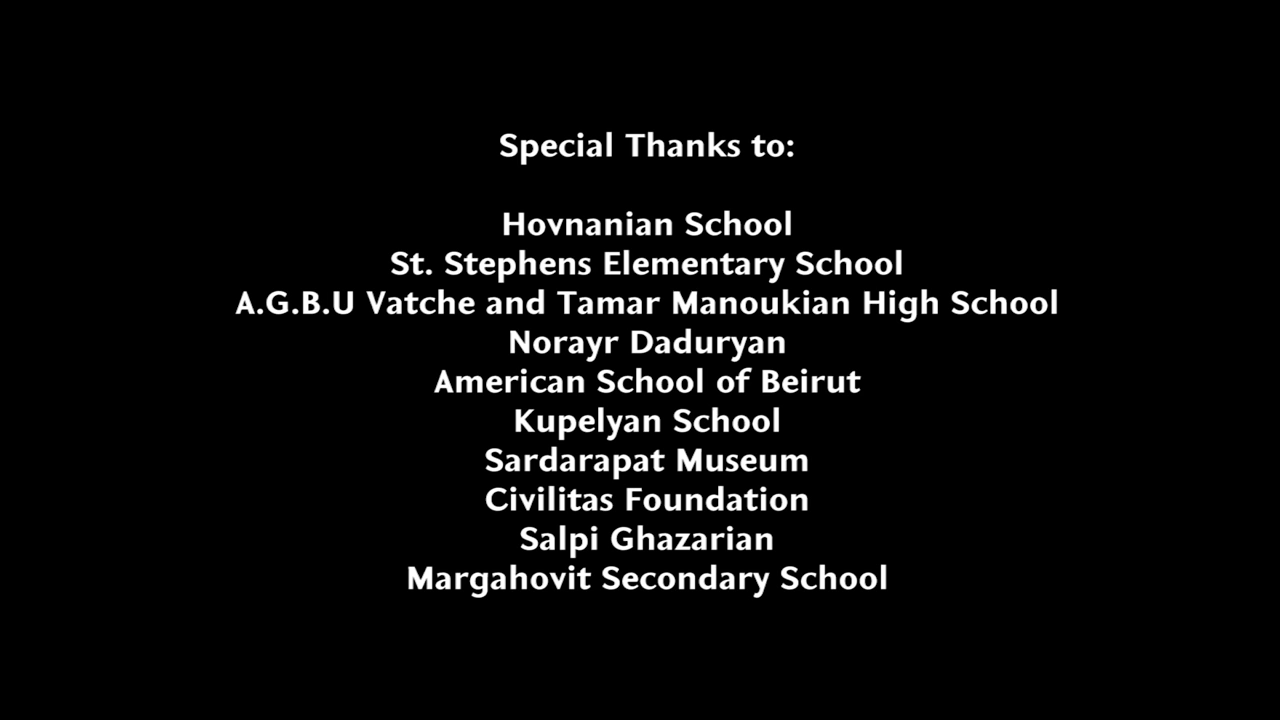 Special Thanks to:
Hovnanian School
St. Stephens Elementary School
A.G.B.U Vatche and Tamar Manoukian High School
Norayr Daduryan
American School of Beirut
Kupelyan School
Sardarapat Museum
Civilitas Foundation
Salpi Ghazarian
Margahovit Secondary School